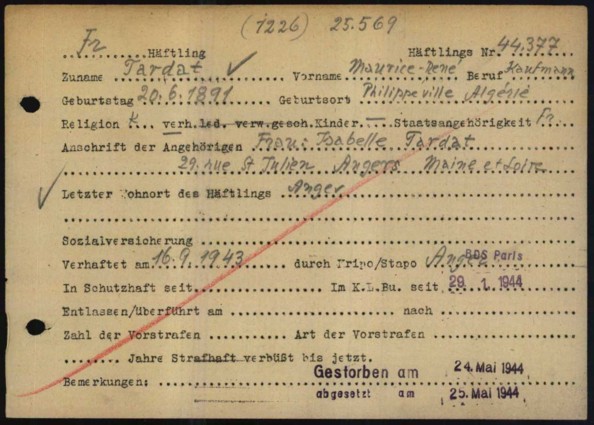 (1226) 25.569
Fr Häftling Häftlings Nr. 44.377
Zuname Tardat Vorname Maurice-René Beruf Kaufmann
Geburtstag 20.6.1891 Geburtsort Philippeville Algérie
Religion K. verh.led. verw.gesch.Kinder. — Staatsangehörigkeit Fr.
Anschrift der Angehörigen Frau: Isabelle Tardat
29. rue St Julien Angers Maine et Loire
Letzter Wohnort des Häftlings Anger
Sozialversicherung
Verhaftet am 16.9.1943 durch Kripo/Stapo Anger BDS Paris
In Schutzhaft seit Im K.L.Bu. seit 29. 1. 1944
Entlassen/überführt am nach
Zahl der Vorstrafen Art der Vorstrafen
Jahre Strafhaft verbüßt bis jetzt.
Bemerkungen: Gestorben am 24. Mai 1944
abgesetzt am 25. Mai 1944